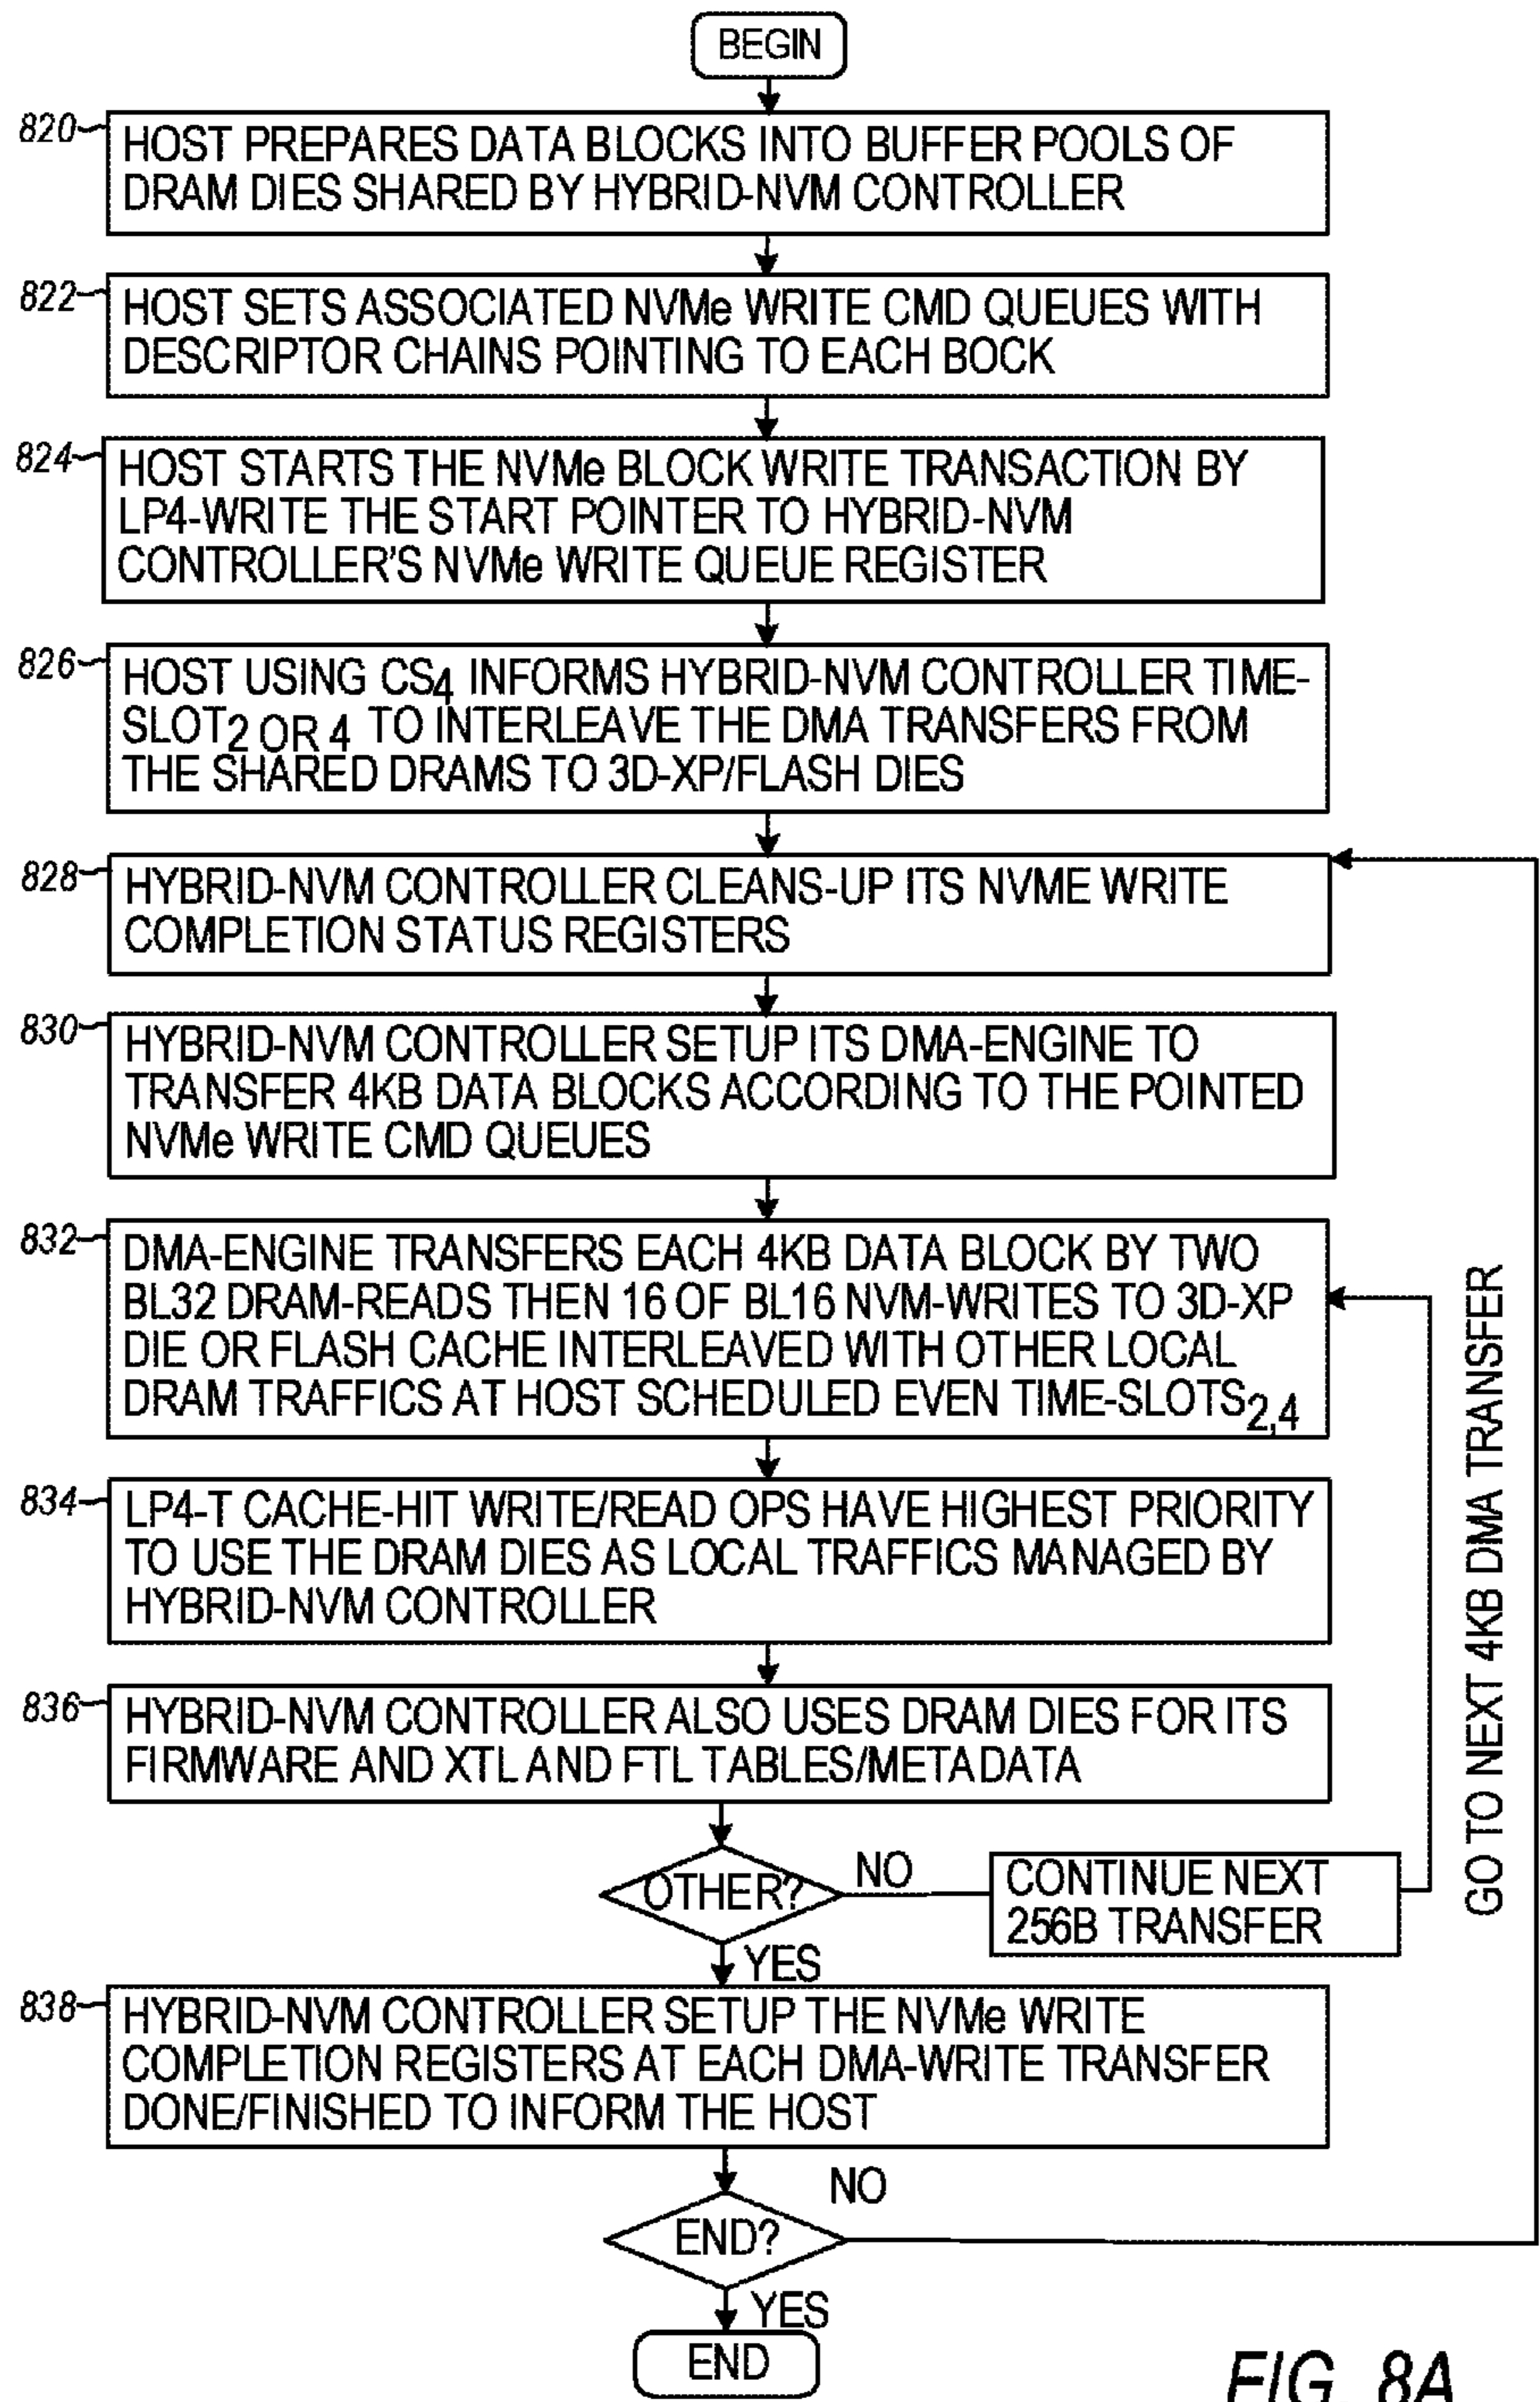 BEGIN
820
HOST PREPARES DATA BLOCKS INTO BUFFER POOLS OF
DRAM DIES SHARED BY HYBRID-NVM CONTROLLER
822
HOST SETS ASSOCIATED NVMe WRITE CMD QUEUES WITH
DESCRIPTOR CHAINS POINTING TO EACH BOCK
824
HOST STARTS THE NVMe BLOCK WRITE TRANSACTION BY
LP4-WRITE THE START POINTER TO HYBRID-NVM
CONTROLLER'S NVMe WRITE QUEUE REGISTER
826
HOST USING CS4 INFORMS HYBRID-NVM CONTROLLER TIME-
SLOT2 OR 4 TO INTERLEAVE THE DMA TRANSFERS FROM
THE SHARED DRAMS TO 3D-XP/FLASH DIES
828
HYBRID-NVM CONTROLLER CLEANS-UP ITS NVME WRITE
COMPLETION STATUS REGISTERS
830
HYBRID-NVM CONTROLLER SETUP ITS DMA-ENGINE TO
TRANSFER 4KB DATA BLOCKS ACCORDING TO THE POINTED
NVMe WRITE CMD QUEUES
832
DMA-ENGINE TRANSFERS EACH 4KB DATA BLOCK BY TWO
BL32 DRAM-READS THEN 16 OF BL16 NVM-WRITES TO 3D-XP
DIE OR FLASH CACHE INTERLEAVED WITH OTHER LOCAL
DRAM TRAFFICS AT HOST SCHEDULED EVEN TIME-SLOTS2,4
834
LP4-T CACHE-HIT WRITE/READ OPS HAVE HIGHEST PRIORITY
TO USE THE DRAM DIES AS LOCAL TRAFFICS MANAGED BY
HYBRID-NVM CONTROLLER
836
HYBRID-NVM CONTROLLER ALSO USES DRAM DIES FOR ITS
FIRMWARE AND XTL AND FTL TABLES/METADATA
OTHER?
NO
CONTINUE NEXT
256B TRANSFER
GO TO NEXT 4KB DMA TRANSFER
YES
838
HYBRID-NVM CONTROLLER SETUP THE NVMe WRITE
COMPLETION REGISTERS AT EACH DMA-WRITE TRANSFER
DONE/FINISHED TO INFORM THE HOST
NO
END?
YES
END
FIG. 8A